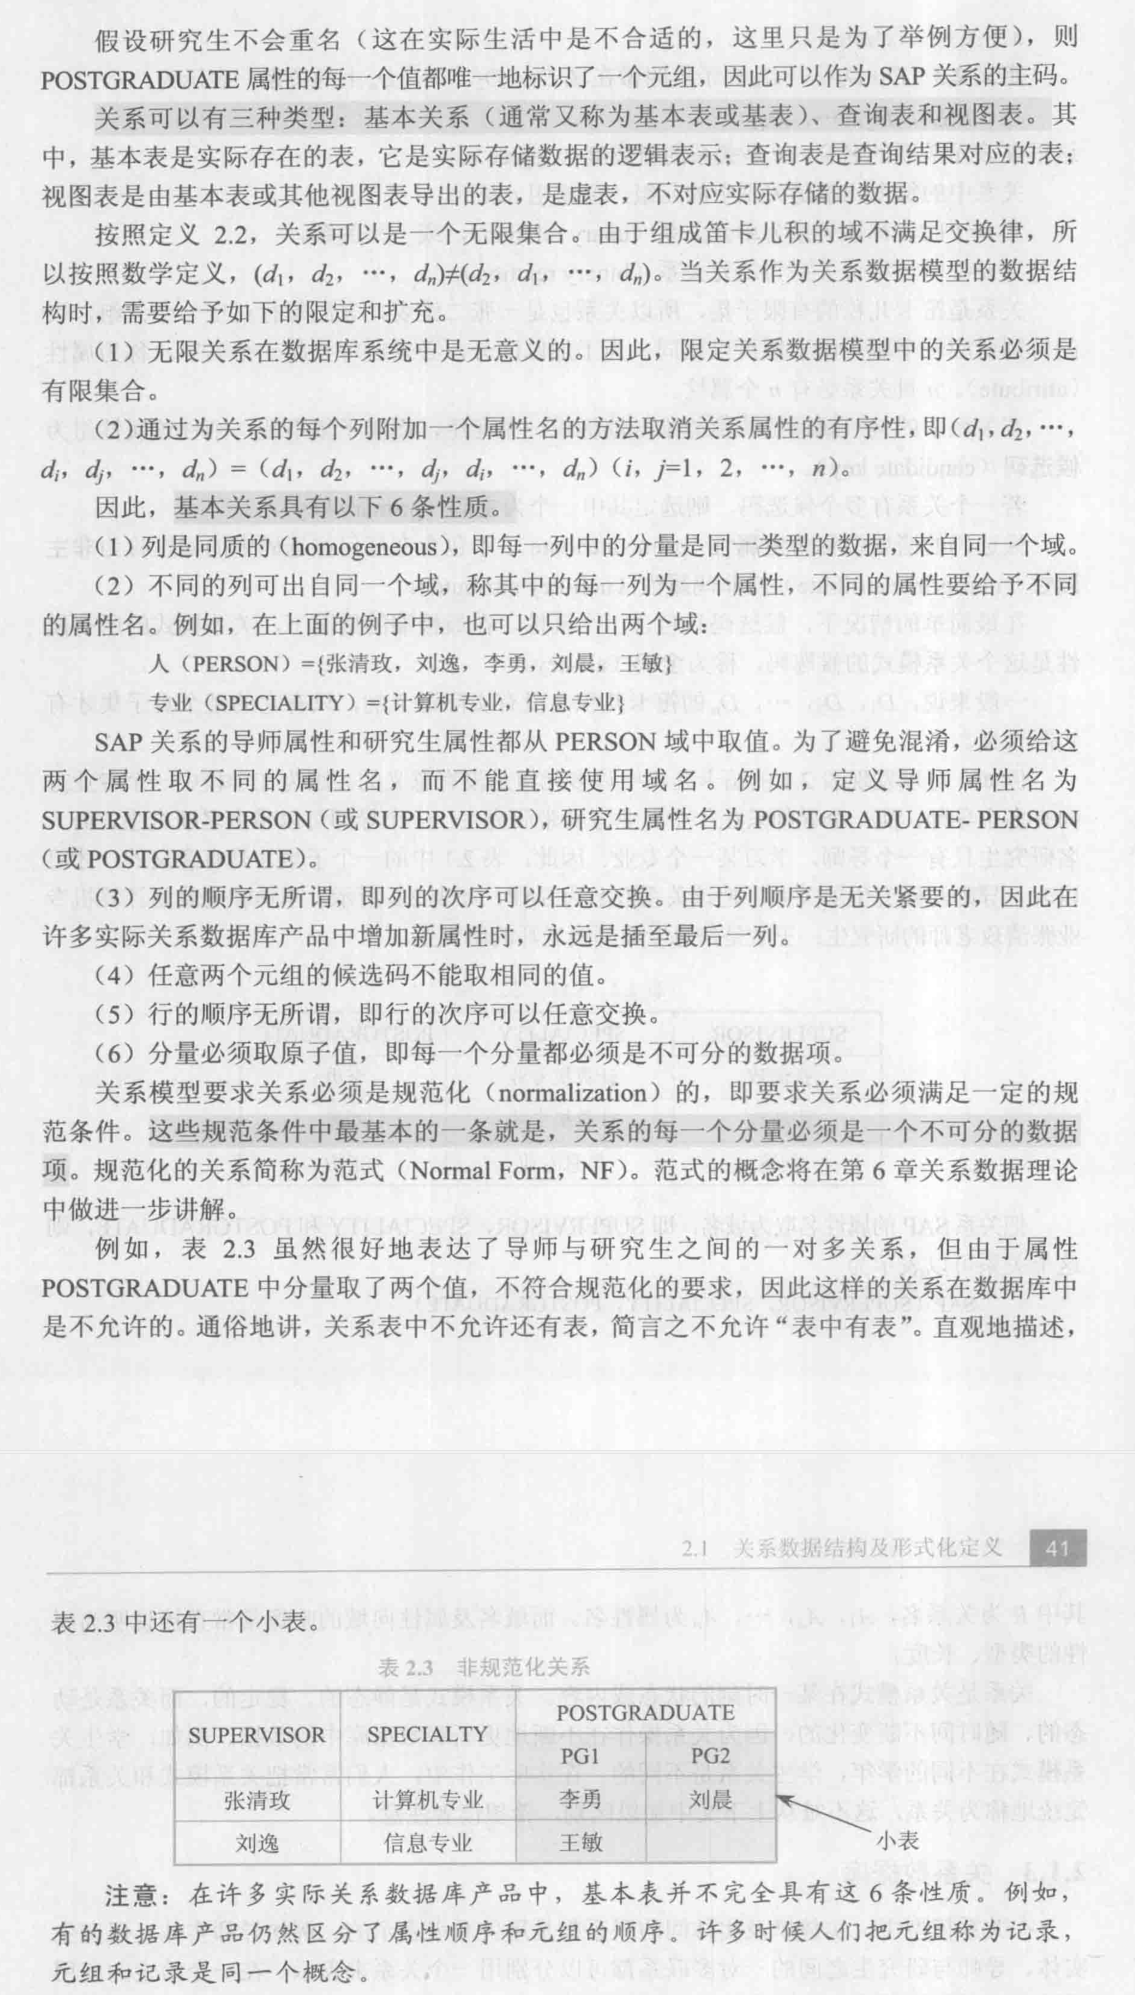 假设研究生不会重名（这在实际生活中是不合适的，这里只是为了举例方便），则
POSTGRADUATE 属性的每一个值都唯一地标识了一个元组，因此可以作为 SAP 关系的主码。
关系可以有三种类型：基本关系（通常又称为基本表或基表）、查询表和视图表。其
中，基本表是实际存在的表，它是实际存储数据的逻辑表示；查询表是查询结果对应的表；
视图表是由基本表或其他视图表导出的表，是虚表，不对应实际存储的数据。
按照定义 2.2，关系可以是一个无限集合。由于组成笛卡儿积的域不满足交换律，所
以按照数学定义，(d₁，d₂，…，dₙ)≠(d₂，d₁，…，dₙ)。当关系作为关系数据模型的数据结
构时，需要给予如下的限定和扩充。
（1）无限关系在数据库系统中是无意义的。因此，限定关系数据模型中的关系必须是
有限集合。
（2）通过为关系的每个列附加一个属性名的方法取消关系属性的有序性，即(d₁，d₂，…，
dᵢ，dⱼ，…，dₙ)＝(d₁，d₂，…，dⱼ，dᵢ，…，dₙ)（i，j=1，2，…，n）。
因此，基本关系具有以下 6 条性质。
（1）列是同质的（homogeneous），即每一列中的分量是同一类型的数据，来自同一个域。
（2）不同的列可出自同一个域，称其中的每一列为一个属性，不同的属性要给予不同
的属性名。例如，在上面的例子中，也可以只给出两个域：
人（PERSON）={张清玫，刘逸，李勇，刘晨，王敏}
专业（SPECIALITY）={计算机专业，信息专业}
SAP 关系的导师属性和研究生属性都从 PERSON 域中取值。为了避免混淆，必须给这
两个属性取不同的属性名，而不能直接使用域名。例如，定义导师属性名为
SUPERVISOR-PERSON（或 SUPERVISOR），研究生属性名为 POSTGRADUATE- PERSON
（或 POSTGRADUATE）。
（3）列的顺序无所谓，即列的次序可以任意交换。由于列顺序是无关紧要的，因此在
许多实际关系数据库产品中增加新属性时，永远是插至最后一列。
（4）任意两个元组的候选码不能取相同的值。
（5）行的顺序无所谓，即行的次序可以任意交换。
（6）分量必须取原子值，即每一个分量都必须是不可分的数据项。
关系模型要求关系必须是规范化（normalization）的，即要求关系必须满足一定的规
范条件。这些规范条件中最基本的一条就是，关系的每一个分量必须是一个不可分的数据
项。规范化的关系简称为范式（Normal Form，NF）。范式的概念将在第 6 章关系数据理论
中做进一步讲解。
例如，表 2.3 虽然很好地表达了导师与研究生之间的一对多关系，但由于属性
POSTGRADUATE 中分量取了两个值，不符合规范化的要求，因此这样的关系在数据库中
是不允许的。通俗地讲，关系表中不允许还有表，简言之不允许“表中有表”。直观地描述，
2.1 关系数据结构及形式化定义 41
表 2.3 中还有一个小表。
表 2.3 非规范化关系
SUPERVISOR SPECIALTY POSTGRADUATE
PG1 PG2
张清玫 计算机专业 李勇 刘晨
刘逸 信息专业 王敏
小表
注意：在许多实际关系数据库产品中，基本表并不完全具有这 6 条性质。例如，
有的数据库产品仍然区分了属性顺序和元组的顺序。许多时候人们把元组称为记录，
元组和记录是同一个概念。